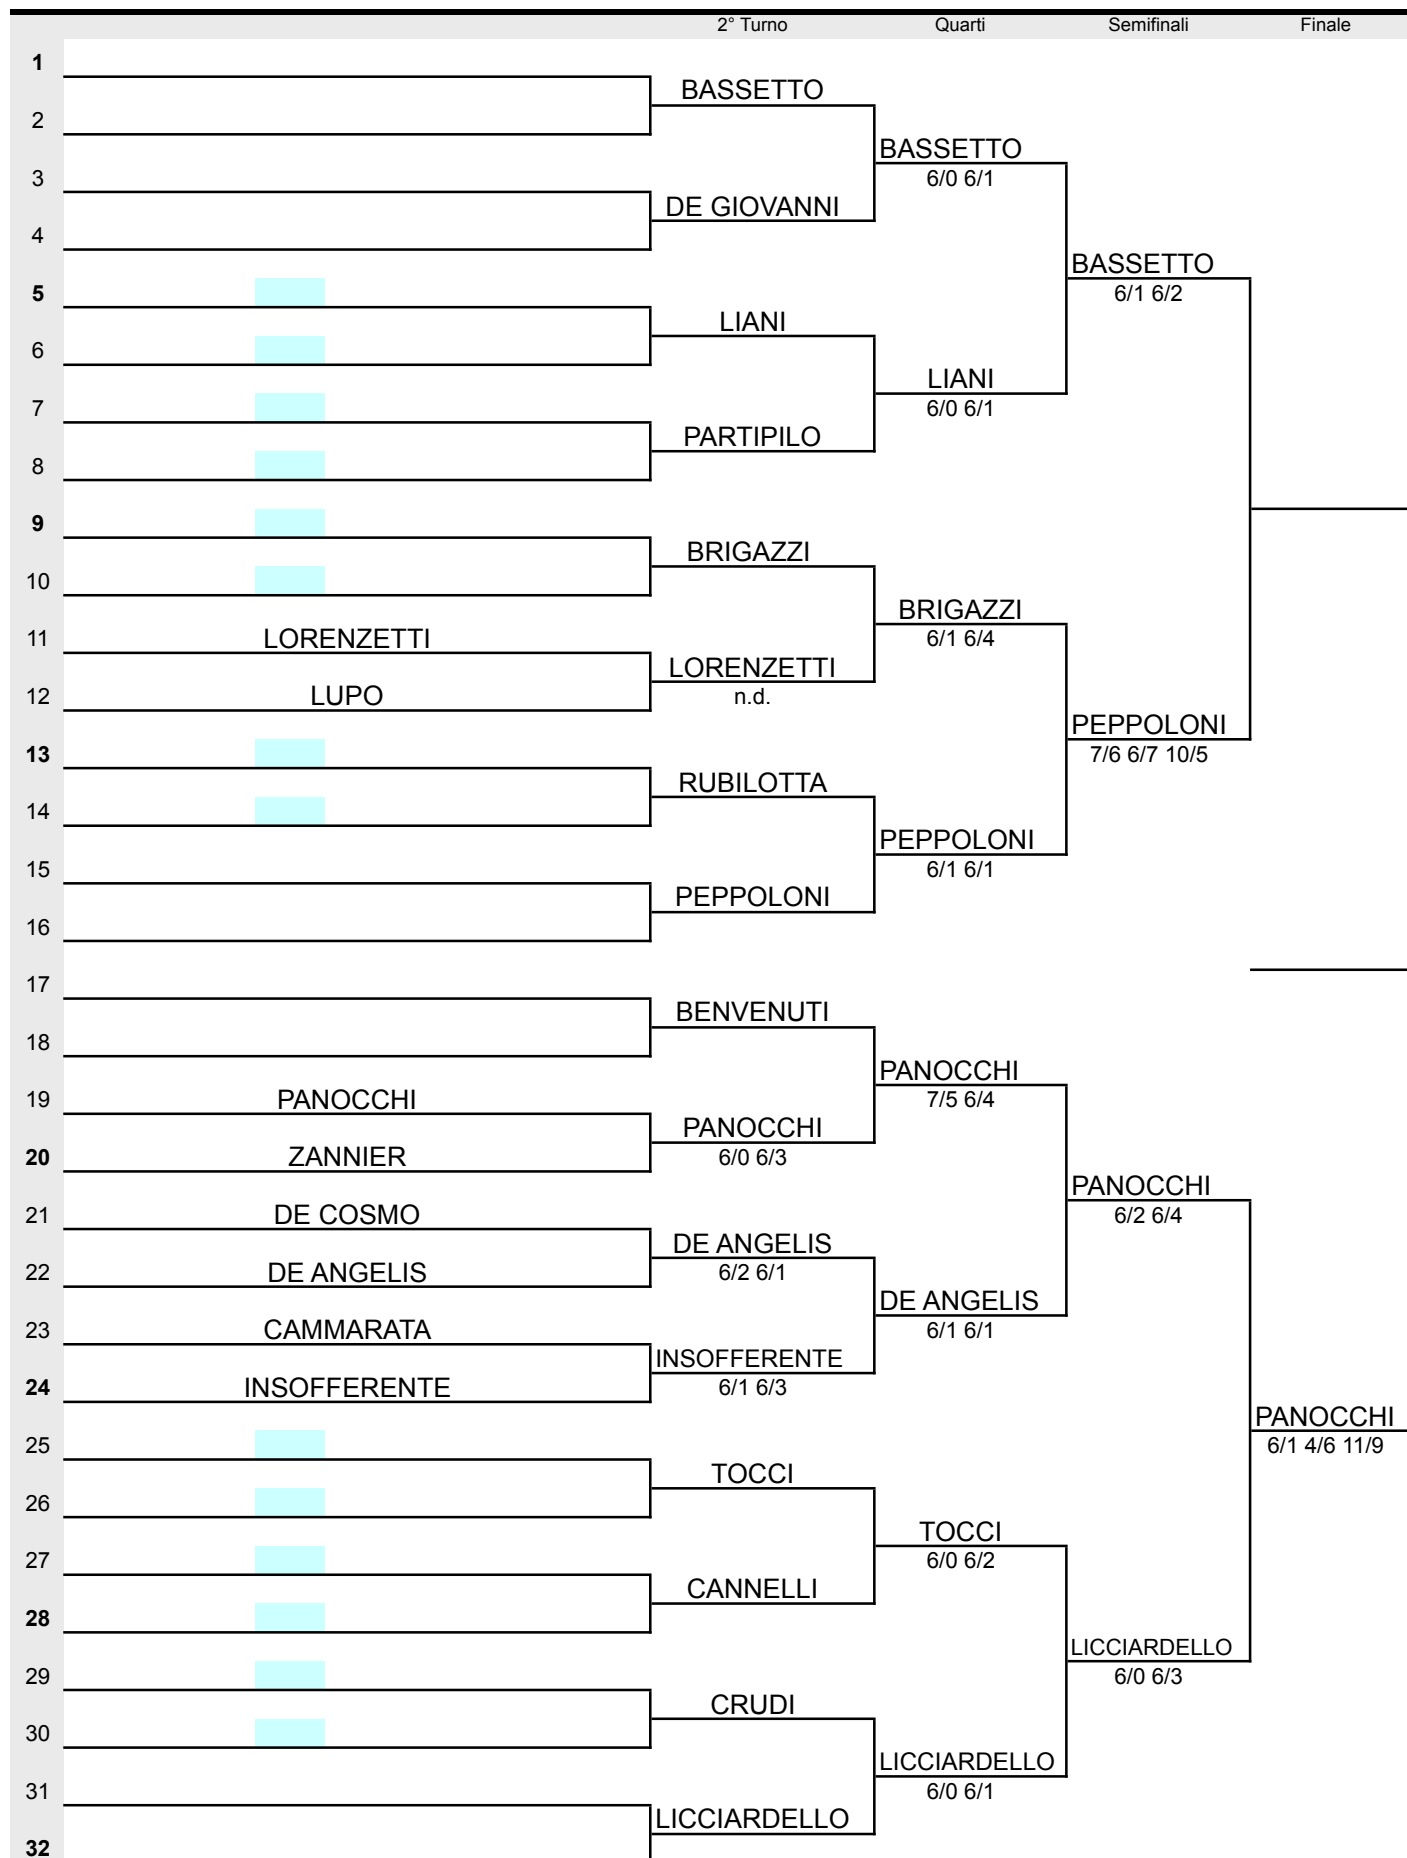 2° Turno Quarti Semifinali Finale
1
BASSETTO
2
BASSETTO
6/0 6/1
3
DE GIOVANNI
4
BASSETTO
6/1 6/2
5
LIANI
6
LIANI
6/0 6/1
7
PARTIPILO
8
9
BRIGAZZI
10
BRIGAZZI
6/1 6/4
11 LORENZETTI
LORENZETTI
n.d.
12 LUPO
PEPPOLONI
7/6 6/7 10/5
13
RUBILOTTA
14
PEPPOLONI
6/1 6/1
15
PEPPOLONI
16
17
BENVENUTI
18
PANOCCHI
7/5 6/4
19 PANOCCHI
PANOCCHI
6/0 6/3
20 ZANNIER
PANOCCHI
6/2 6/4
21 DE COSMO
DE ANGELIS
6/2 6/1
22 DE ANGELIS
DE ANGELIS
6/1 6/1
23 CAMMARATA
INSOFFERENTE
6/1 6/3
24 INSOFFERENTE
PANOCCHI
6/1 4/6 11/9
25
TOCCI
26
TOCCI
6/0 6/2
27
CANNELLI
28
LICCIARDELLO
6/0 6/3
29
CRUDI
30
LICCIARDELLO
6/0 6/1
31
LICCIARDELLO
32